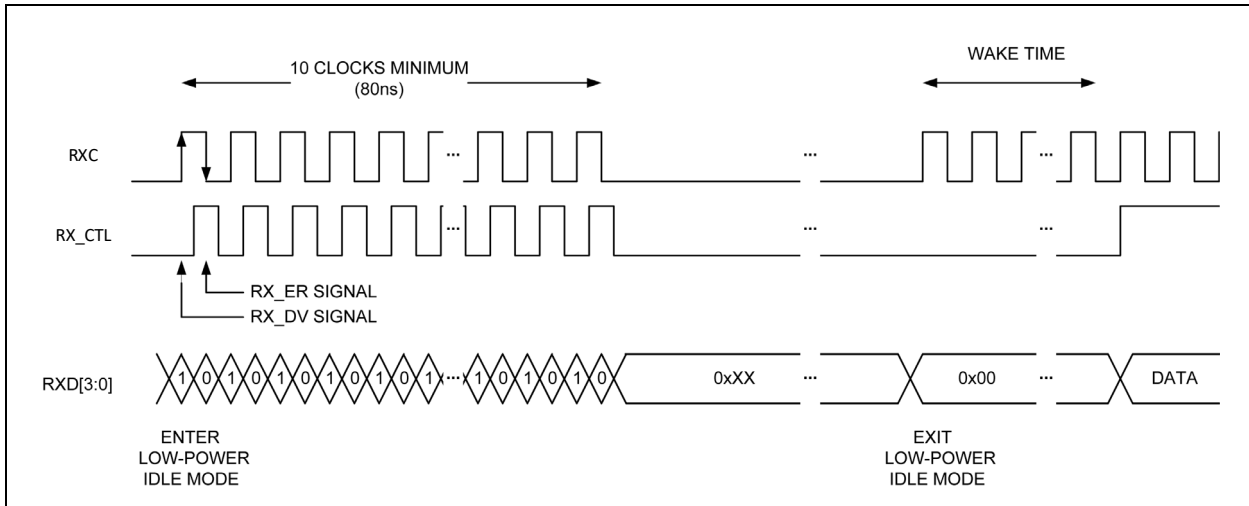 10 CLOCKS MINIMUM
(80ns)
WAKE TIME
RXC
...
...
...
RX_CTL
...
...
...
RX_ER SIGNAL
RX_DV SIGNAL
RXD[3:0]
1 0 1 0 1 0 1 0 1 0 1 ... 1 0 1 0 1 0
0xXX
...
0x00
...
DATA
ENTER
LOW-POWER
IDLE MODE
EXIT
LOW-POWER
IDLE MODE